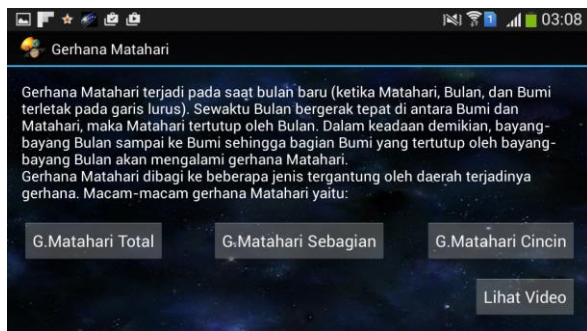 1 03:08
Gerhana Matahari
Gerhana Matahari terjadi pada saat bulan baru (ketika Matahari, Bulan, dan Bumi
terletak pada garis lurus). Sewaktu Bulan bergerak tepat di antara Bumi dan
Matahari, maka Matahari tertutup oleh Bulan. Dalam keadaan demikian, bayang-
bayang Bulan sampai ke Bumi sehingga bagian Bumi yang tertutup oleh bayang-
bayang Bulan akan mengalami gerhana Matahari.
Gerhana Matahari dibagi ke beberapa jenis tergantung oleh daerah terjadinya
gerhana. Macam-macam gerhana Matahari yaitu:
G.Matahari Total G.Matahari Sebagian G.Matahari Cincin
Lihat Video